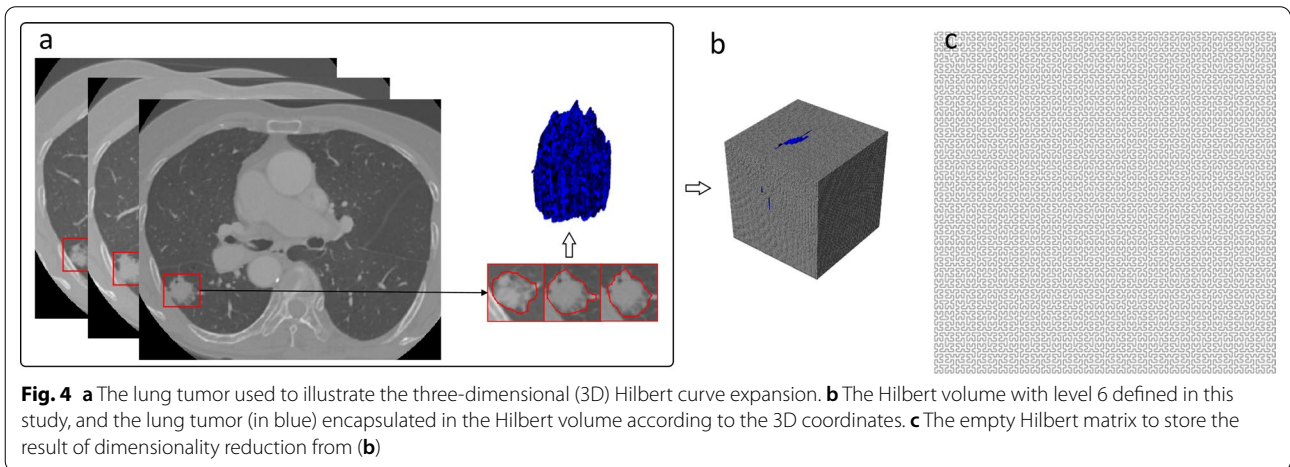 a
b
c
Fig. 4 a The lung tumor used to illustrate the three-dimensional (3D) Hilbert curve expansion. b The Hilbert volume with level 6 defined in this
study, and the lung tumor (in blue) encapsulated in the Hilbert volume according to the 3D coordinates. c The empty Hilbert matrix to store the
result of dimensionality reduction from (b)